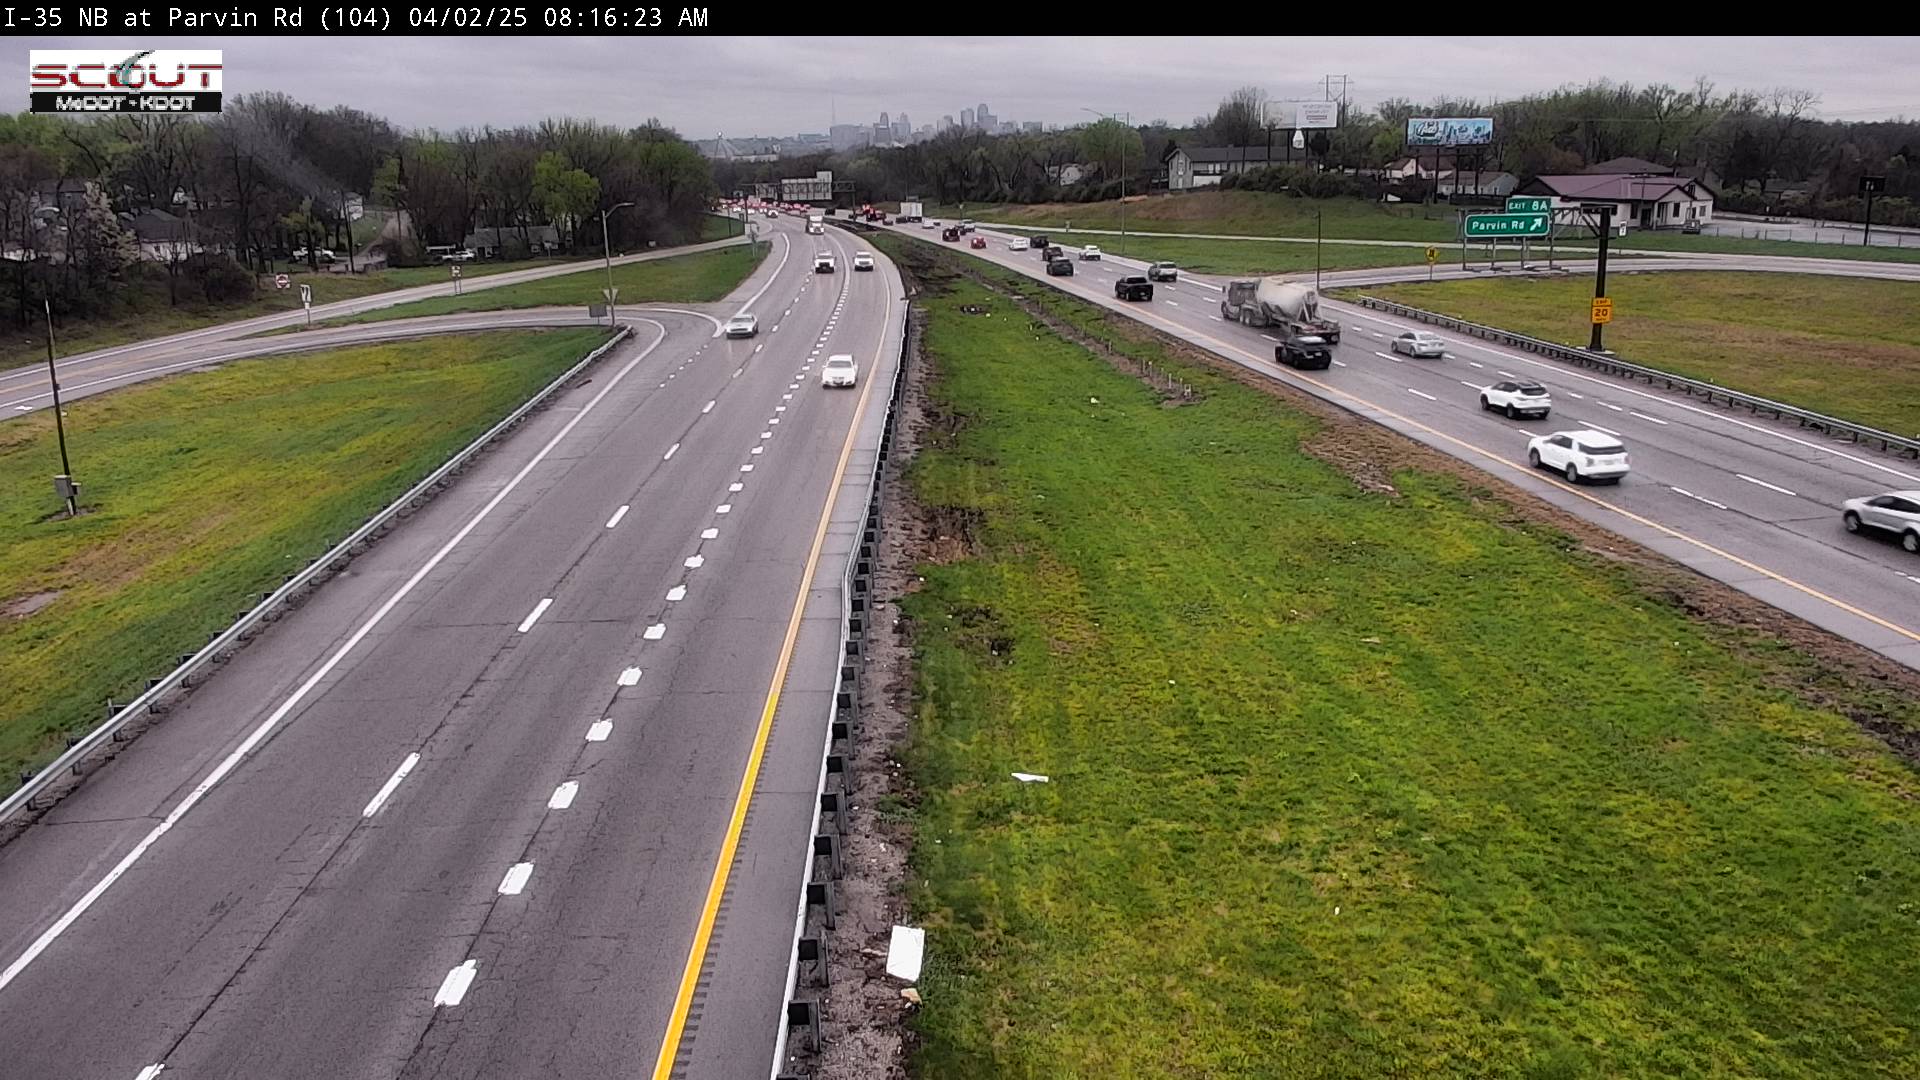 I-35 NB at Parvin Rd (104) 04/02/25 08:16:23 AM
SCOUT
MoDOT - KDOT
EXIT 8A
Parvin Rd
EXIT
20